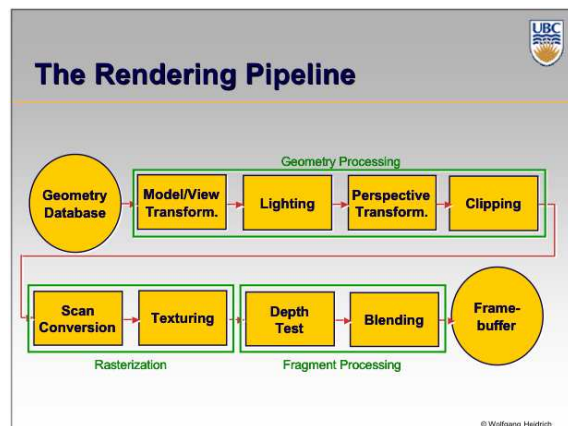 UBC
The Rendering Pipeline
Geometry Processing
Geometry
Database
Model/View
Transform.
Lighting
Perspective
Transform.
Clipping
Scan
Conversion
Texturing
Depth
Test
Blending
Frame-
buffer
Rasterization
Fragment Processing
© Wolfgang Heidrich